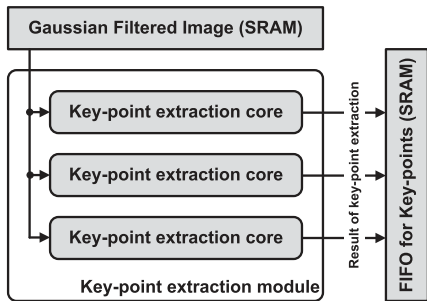 Gaussian Filtered Image (SRAM)
Key-point extraction core
Key-point extraction core
Key-point extraction core
Key-point extraction module
Result of key-point extraction
FIFO for Key-points (SRAM)